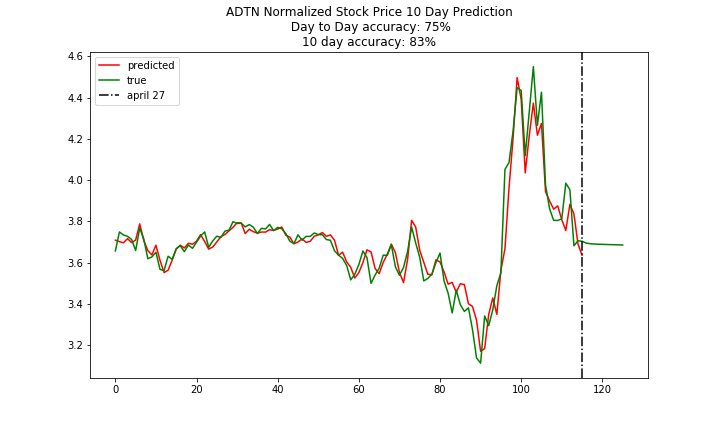 ADTN Normalized Stock Price 10 Day Prediction
Day to Day accuracy: 75%
10 day accuracy: 83%
predicted
true
april 27
4.6
4.4
4.2
4.0
3.8
3.6
3.4
3.2
0 20 40 60 80 100 120